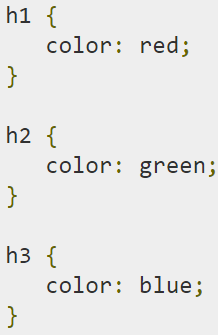 h1 {
   color: red;
}

h2 {
   color: green;
}

h3 {
   color: blue;
}